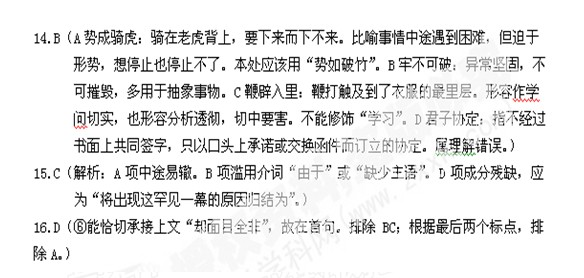 14.B（A 势成骑虎：骑在老虎背上，要下来而下不来。比喻事情中途遇到困难，但迫于
形势，想停止也停止不了。本处应该用“势如破竹”。B 牢不可破：异常坚固，不
可摧毁，多用于抽象事物。C 鞭辟入里：鞭打触及到了衣服的最里层。形容作学
问切实，也形容分析透彻，切中要害。不能修饰“学习”。D 君子协定：指不经过
书面上共同签字，只以口头上承诺或交换函件而订立的协定。属理解错误。）
15.C（解析：A 项中途易辙。B 项滥用介词“由于”或“缺少主语”。D 项成分残缺，应
为“将出现这罕见一幕的原因归结为”。）
16.D（⑥能恰切承接上文“却面目全非”，故在首句。排除 BC；根据最后两个标点，排
除 A。）